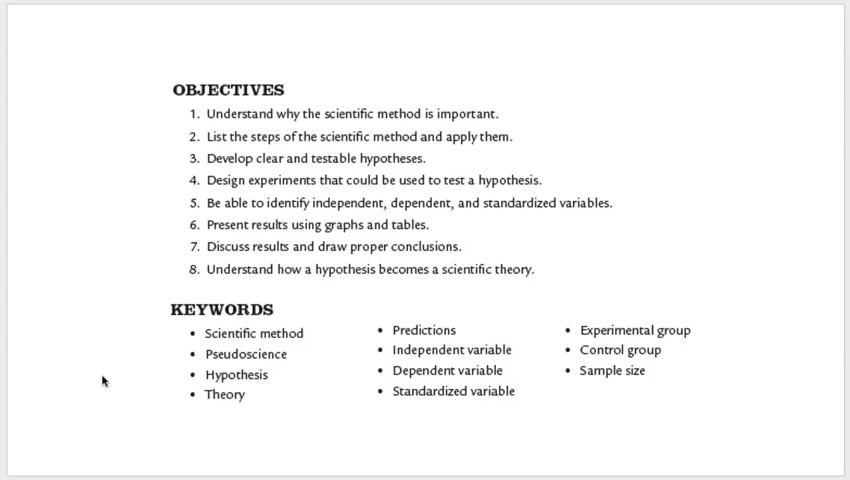 OBJECTIVES
1. Understand why the scientific method is important.
2. List the steps of the scientific method and apply them.
3. Develop clear and testable hypotheses.
4. Design experiments that could be used to test a hypothesis.
5. Be able to identify independent, dependent, and standardized variables.
6. Present results using graphs and tables.
7. Discuss results and draw proper conclusions.
8. Understand how a hypothesis becomes a scientific theory.
KEYWORDS
• Scientific method
• Pseudoscience
• Hypothesis
• Theory
• Predictions
• Independent variable
• Dependent variable
• Standardized variable
• Experimental group
• Control group
• Sample size